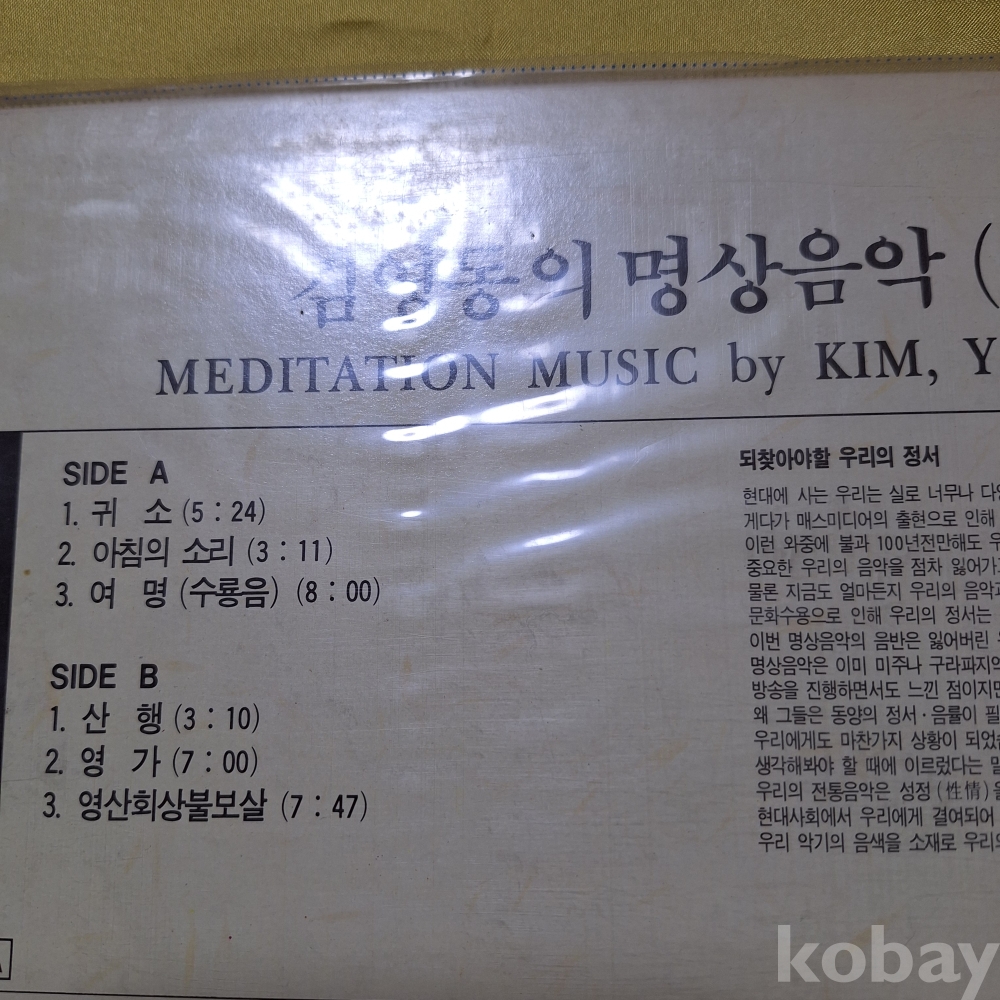 김영동의 명상음악 (
MEDITATION MUSIC by KIM, Y
SIDE A
1. 귀 소 (5 : 24)
2. 아침의 소리 (3 : 11)
3. 여 명 (수룡음) (8 : 00)
SIDE B
1. 산 행 (3 : 10)
2. 영 가 (7 : 00)
3. 영산회상불보살 (7 : 47)
되찾아야할 우리의 정서
현대에 사는 우리는 실로 너무나 다양
게다가 매스미디어의 출현으로 인해
이런 와중에 불과 100년전만해도 우
중요한 우리의 음악을 점차 잃어가고
물론 지금도 얼마든지 우리의 음악과
문화수용으로 인해 우리의 정서는
이번 명상음악의 음반은 잃어버린
명상음악은 이미 미주나 구라파지역
방송을 진행하면서도 느낀 점이지만
왜 그들은 동양의 정서·음률이 필
우리에게도 마찬가지 상황이 되었
생각해봐야 할 때에 이르렀다는 말
우리의 전통음악은 성정 (性情) 을
현대사회에서 우리에게 결여되어
우리 악기의 음색을 소재로 우리의
kobay